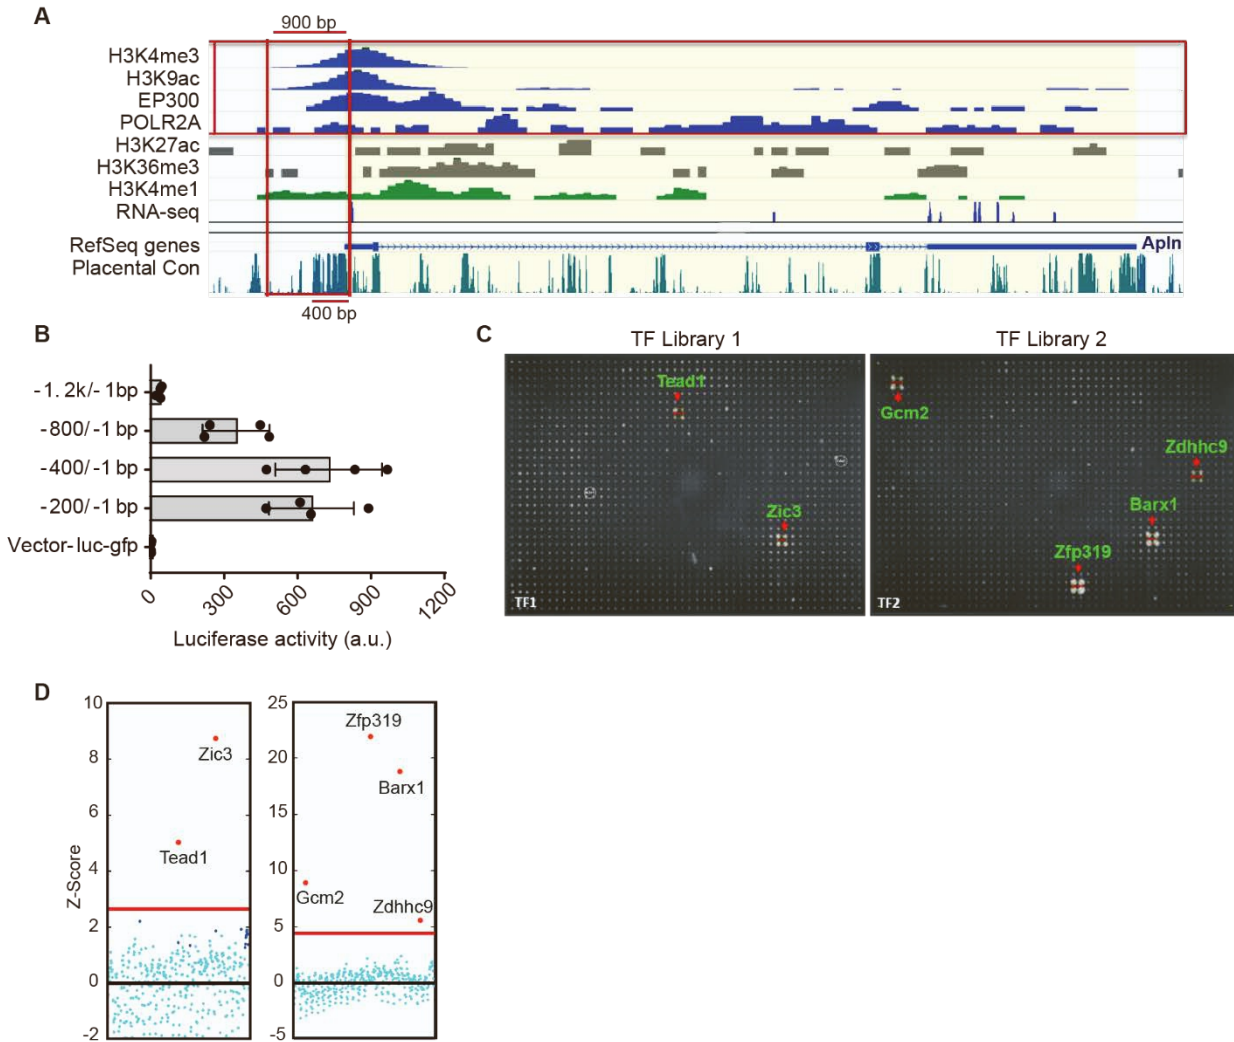 A
900 bp
H3K4me3
H3K9ac
EP300
POLR2A
H3K27ac
H3K36me3
H3K4me1
RNA-seq
RefSeq genes
Apln
Placental Con
400 bp
B
-1.2k/-1bp
-800/-1 bp
-400/-1 bp
-200/-1 bp
Vector-luc-gfp
0 300 600 900 1200
Luciferase activity (a.u.)
C
TF Library 1
Tead1
Zic3
TF1
TF Library 2
Gcm2
Zdhhc9
Barx1
Zfp319
TF2
D
Z-Score
10
8
6
4
2
0
-2
Zic3
Tead1
25
20
15
10
5
0
-5
Zfp319
Barx1
Gcm2
Zdhhc9